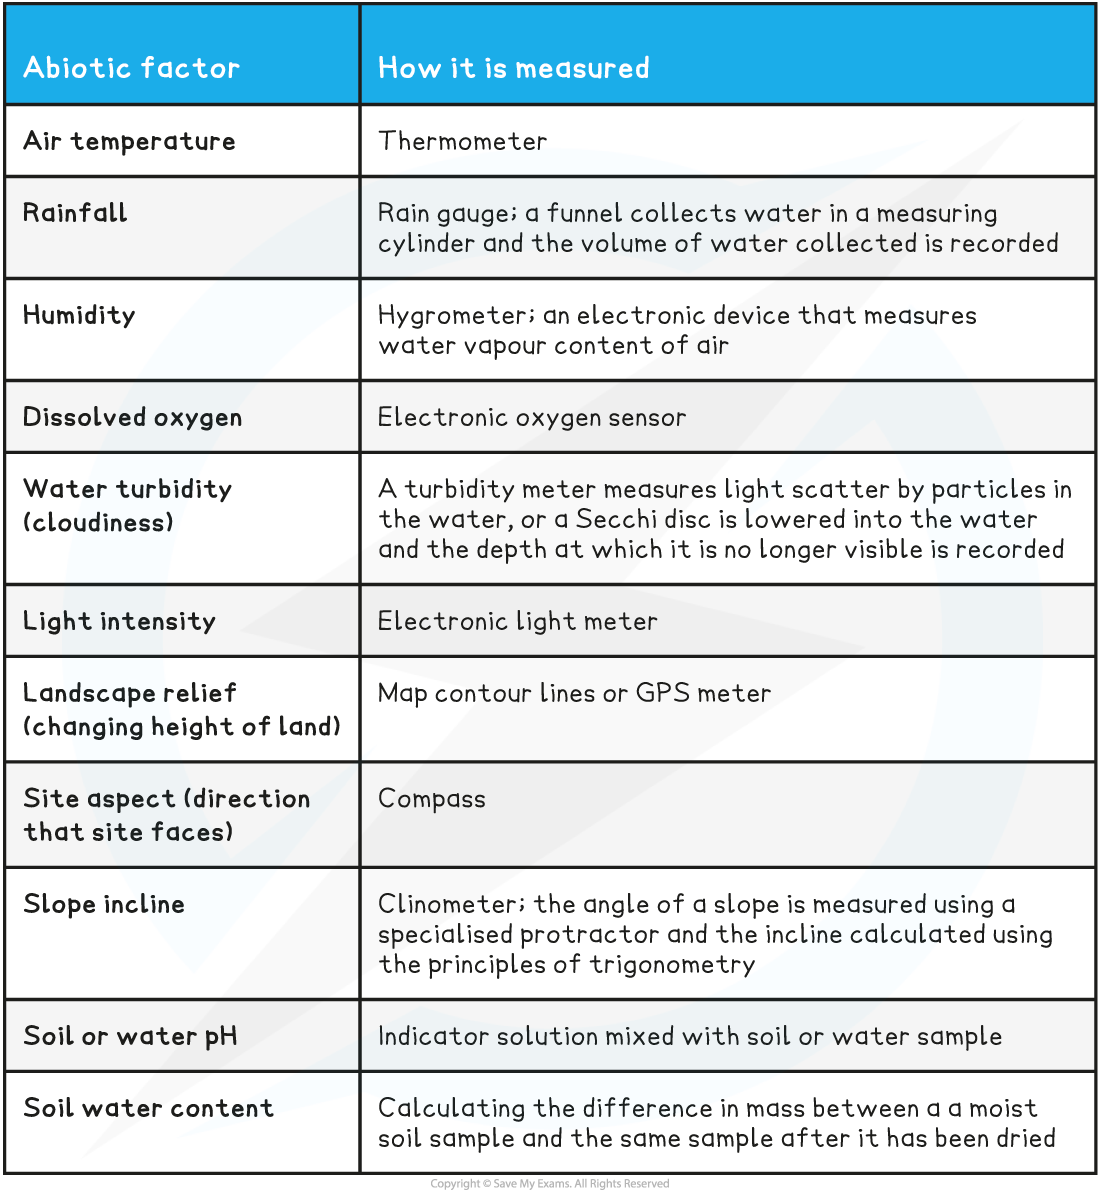 Abiotic factor
How it is measured
Air temperature
Thermometer
Rainfall
Rain gauge; a funnel collects water in a measuring
cylinder and the volume of water collected is recorded
Humidity
Hygrometer; an electronic device that measures
water vapour content of air
Dissolved oxygen
Electronic oxygen sensor
Water turbidity
(cloudiness)
A turbidity meter measures light scatter by particles in
the water, or a Secchi disc is lowered into the water
and the depth at which it is no longer visible is recorded
Light intensity
Electronic light meter
Landscape relief
(changing height of land)
Map contour lines or GPS meter
Site aspect (direction
that site faces)
Compass
Slope incline
Clinometer; the angle of a slope is measured using a
specialised protractor and the incline calculated using
the principles of trigonometry
Soil or water pH
Indicator solution mixed with soil or water sample
Soil water content
Calculating the difference in mass between a a moist
soil sample and the same sample after it has been dried
Copyright © Save My Exams. All Rights Reserved